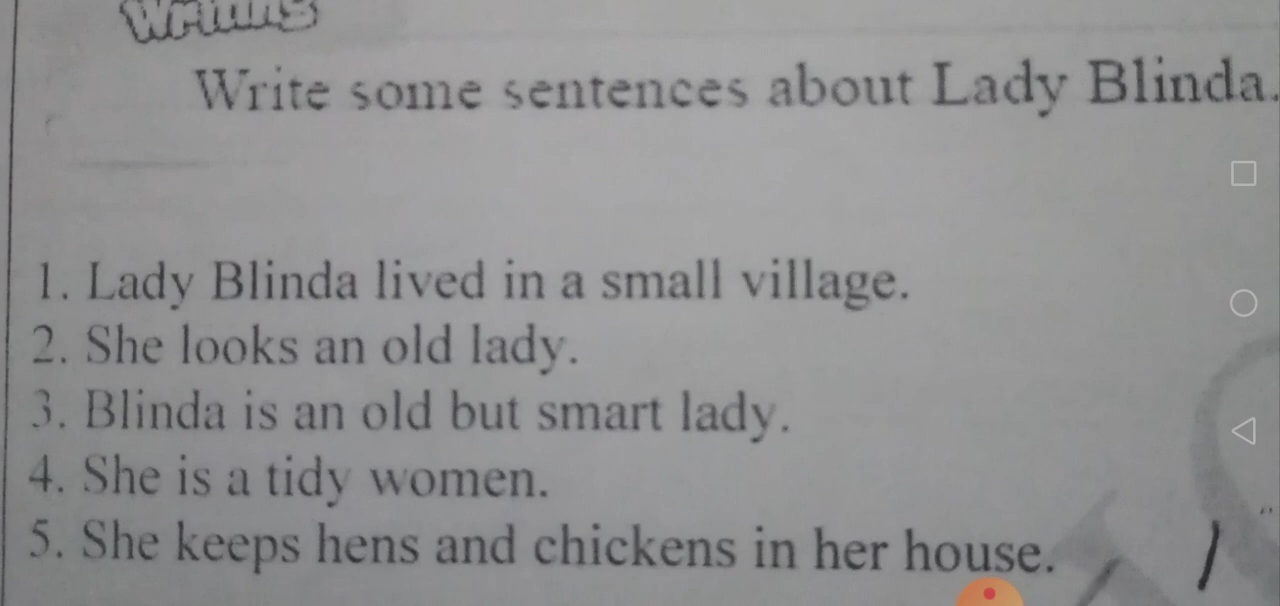 Writing
Write some sentences about Lady Blinda.
1. Lady Blinda lived in a small village.
2. She looks an old lady.
3. Blinda is an old but smart lady.
4. She is a tidy women.
5. She keeps hens and chickens in her house.